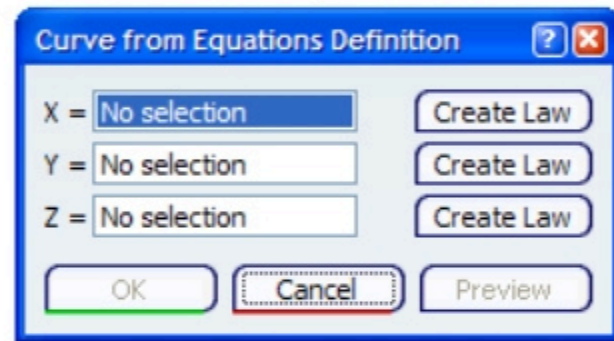 Curve from Equations Definition ?
X = No selection Create Law
Y = No selection Create Law
Z = No selection Create Law
OK Cancel Preview